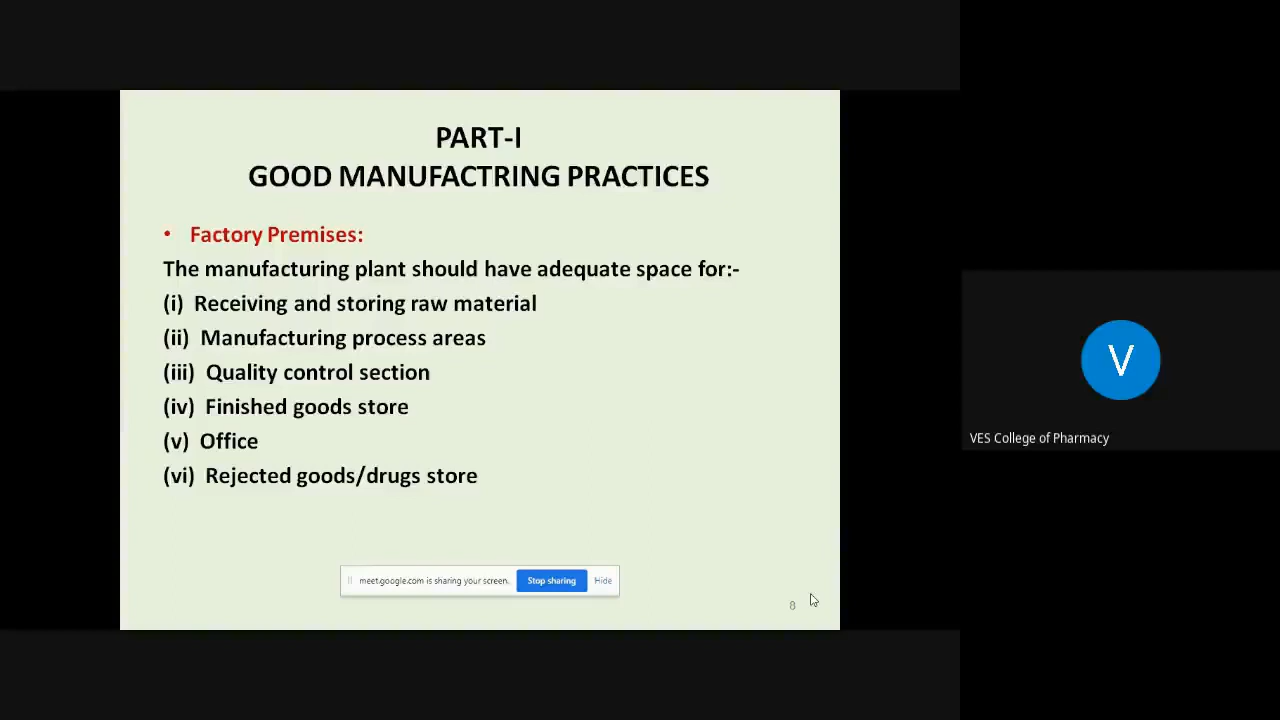 PART-I
GOOD MANUFACTRING PRACTICES
• Factory Premises:
The manufacturing plant should have adequate space for:-
(i) Receiving and storing raw material
(ii) Manufacturing process areas
(iii) Quality control section
(iv) Finished goods store
(v) Office
(vi) Rejected goods/drugs store
meet.google.com is sharing your screen. Stop sharing Hide
8
V
VES College of Pharmacy